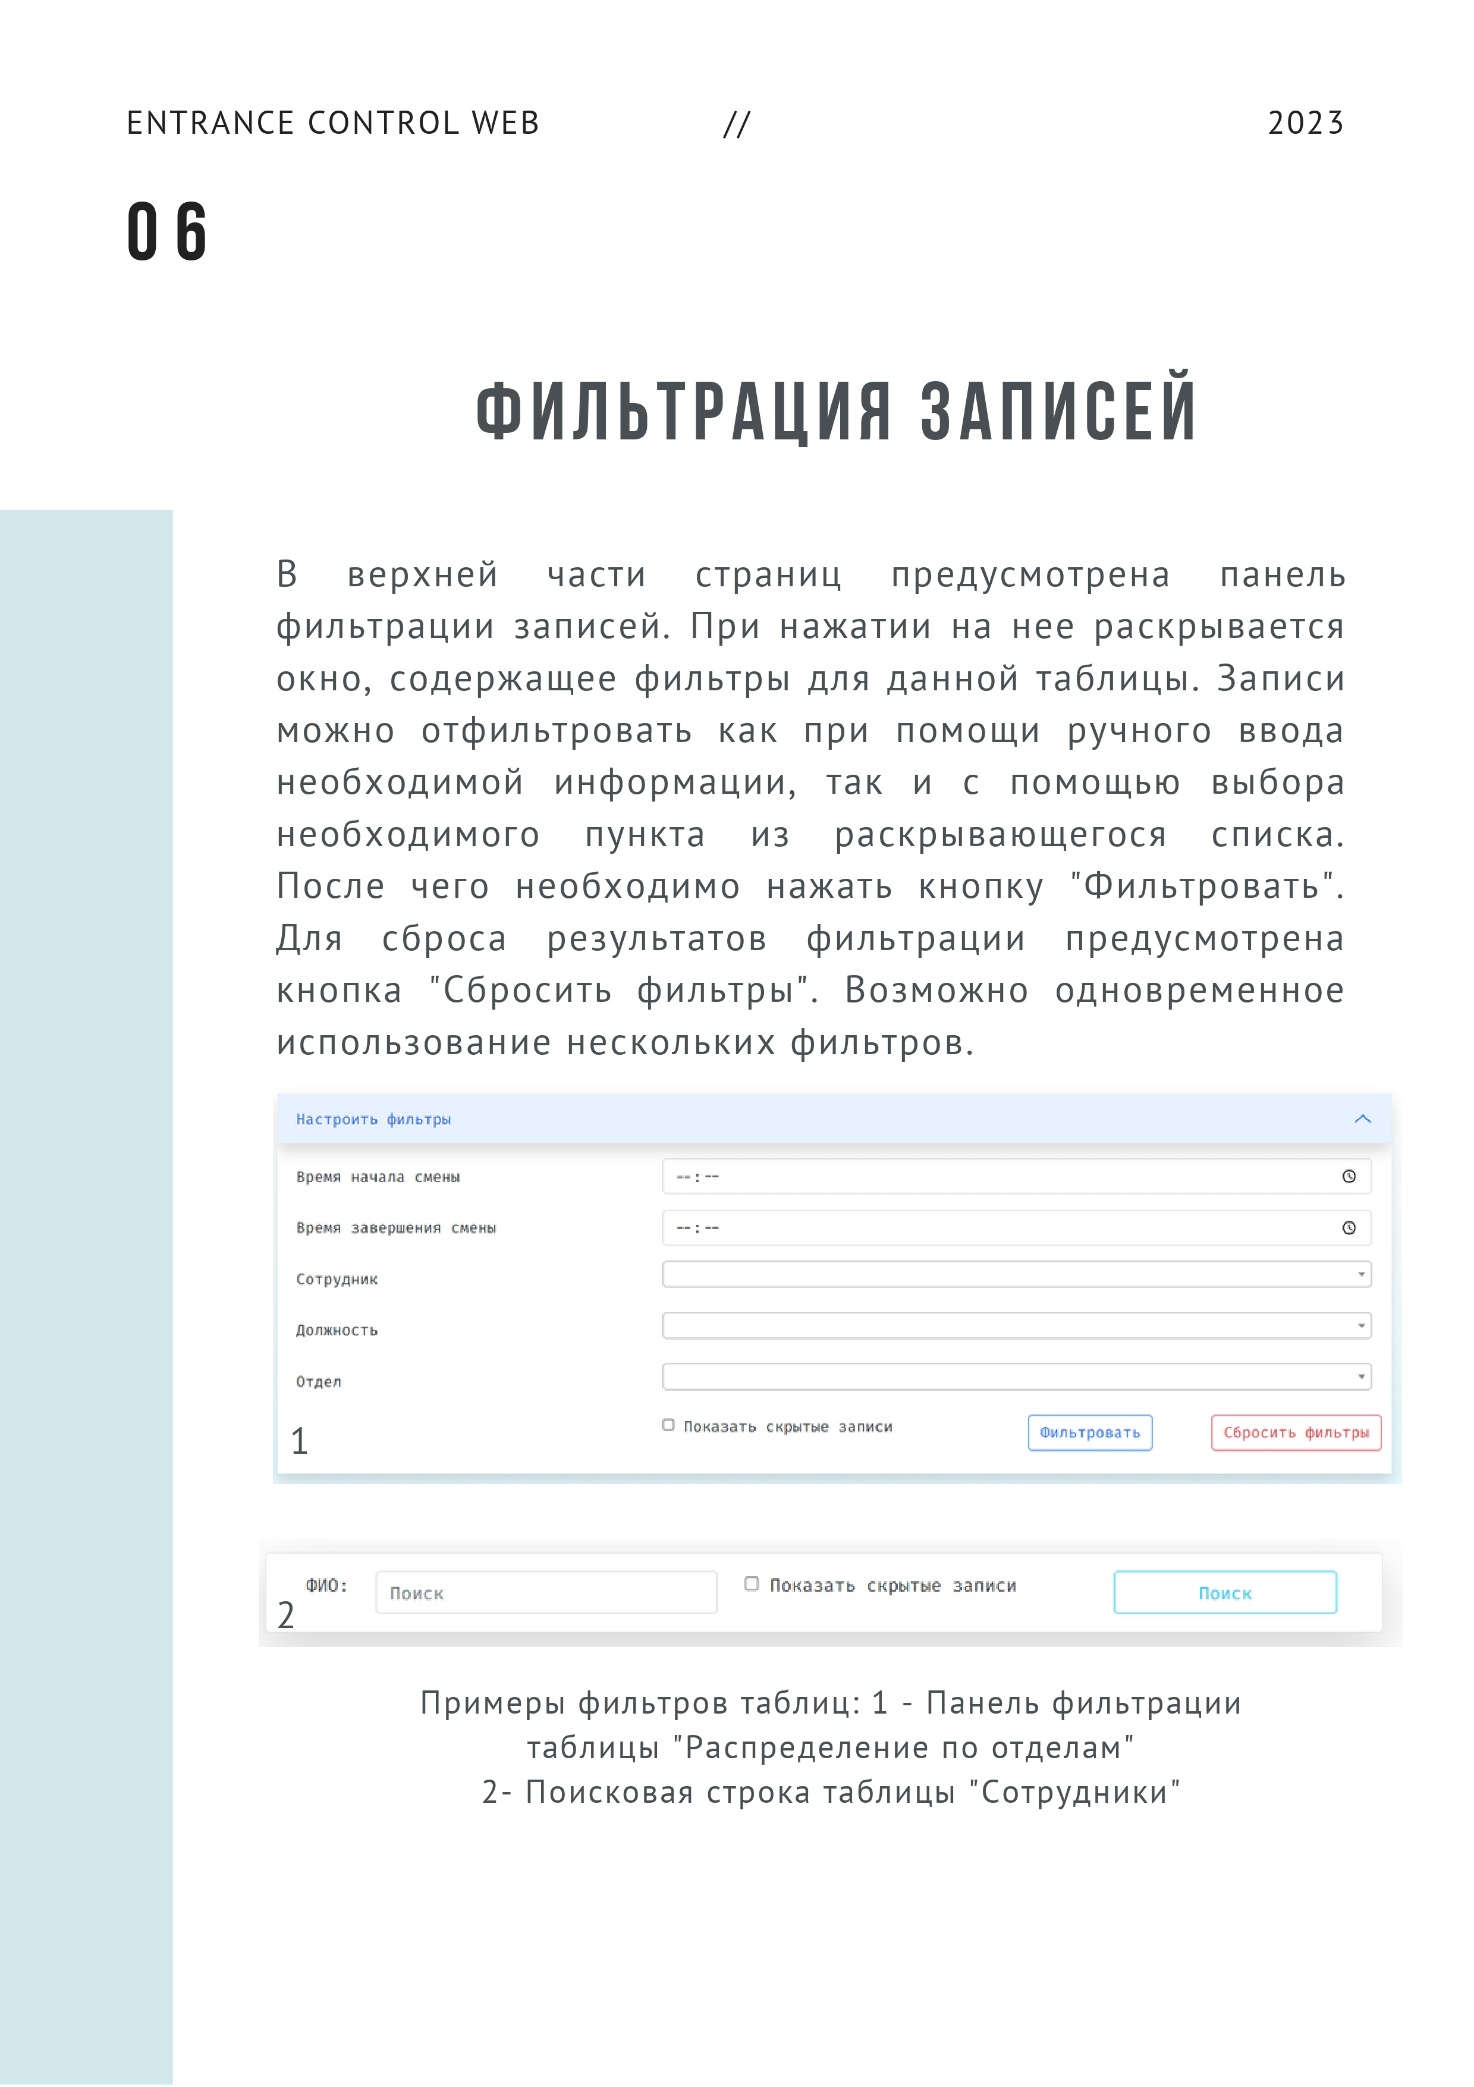 ENTRANCE CONTROL WEB // 2023
06
ФИЛЬТРАЦИЯ ЗАПИСЕЙ
В верхней части страниц предусмотрена панель
фильтрации записей. При нажатии на нее раскрывается
окно, содержащее фильтры для данной таблицы. Записи
можно отфильтровать как при помощи ручного ввода
необходимой информации, так и с помощью выбора
необходимого пункта из раскрывающегося списка.
После чего необходимо нажать кнопку "Фильтровать".
Для сброса результатов фильтрации предусмотрена
кнопка "Сбросить фильтры". Возможно одновременное
использование нескольких фильтров.
Настроить фильтры
Время начала смены --:--
Время завершения смены --:--
Сотрудник
Должность
Отдел
1 Показать скрытые записи Фильтровать Сбросить фильтры
ФИО: Поиск Показать скрытые записи Поиск
2
Примеры фильтров таблиц: 1 - Панель фильтрации
таблицы "Распределение по отделам"
2- Поисковая строка таблицы "Сотрудники"